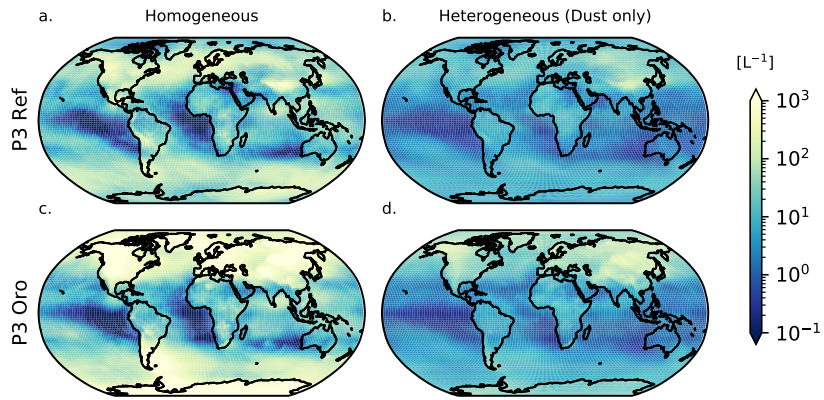 a.
Homogeneous
b.
Heterogeneous (Dust only)
[L⁻¹]
P3 Ref
10³
10²
10¹
10⁰
10⁻¹
c.
d.
P3 Oro